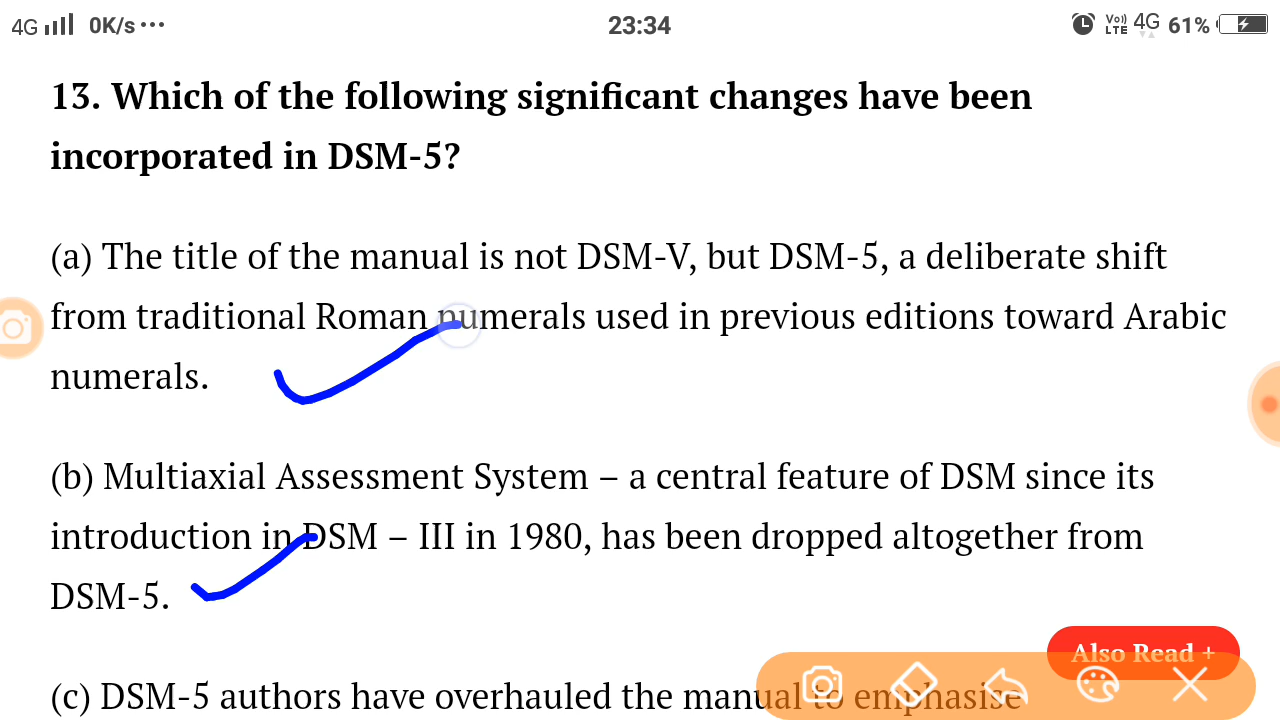 4G 0K/s ... 23:34 Vo)) LTE 4G 61%
13. Which of the following significant changes have been
incorporated in DSM-5?
(a) The title of the manual is not DSM-V, but DSM-5, a deliberate shift
from traditional Roman numerals used in previous editions toward Arabic
numerals.
(b) Multiaxial Assessment System – a central feature of DSM since its
introduction in DSM – III in 1980, has been dropped altogether from
DSM-5.
Also Read +
(c) DSM-5 authors have overhauled the manual to emphasise